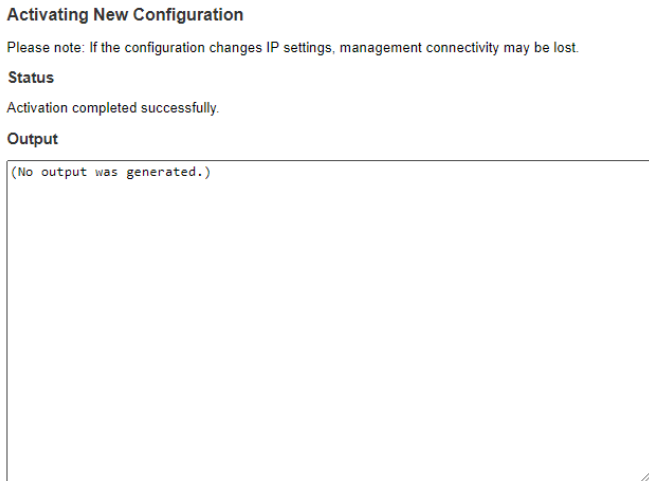 Activating New Configuration
Please note: If the configuration changes IP settings, management connectivity may be lost.
Status
Activation completed successfully.
Output
(No output was generated.)